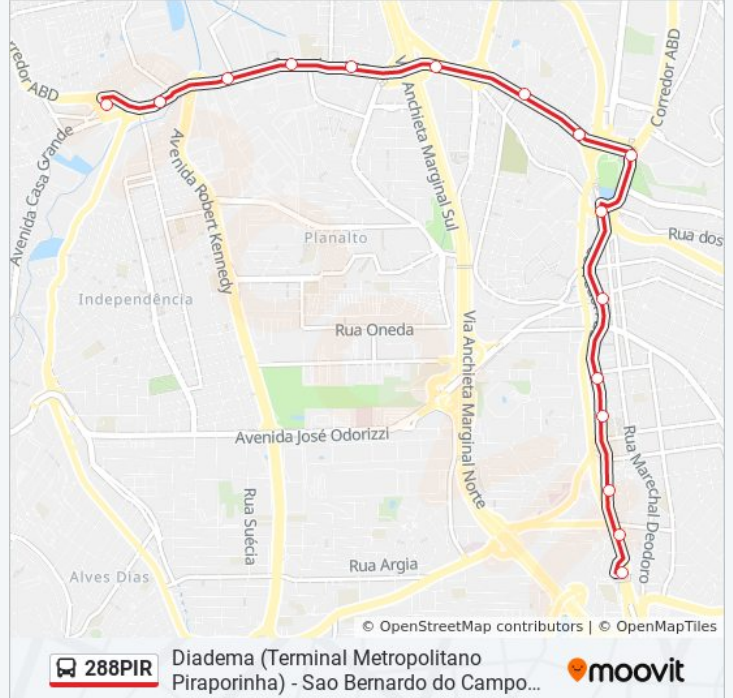 Corredor ABD
rredor ABD
Via Anchieta Marginal Sul
Avenida Casa Grande
Avenida Robert Kennedy
Planalto
Rua dos
Independência
Rua Oneda
Via Anchieta Marginal Norte
Avenida José Odorizzi
Rua Marechal Deodoro
Rua Suécia
Rua Argia
Alves Dias
© OpenStreetMap contributors | © OpenMapTiles
288PIR
Diadema (Terminal Metropolitano
Piraporinha) - Sao Bernardo do Campo...
moovit